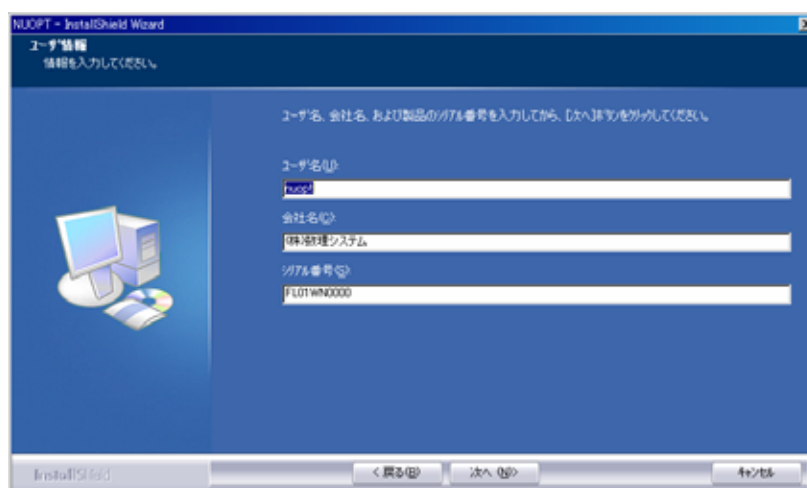 NUOPT - InstallShield Wizard
ユーザ情報
情報を入力してください。
ユーザ名、会社名、および製品のシリアル番号を入力してから、[次へ]ボタンをクリックしてください。
ユーザ名(U):
nuopt
会社名(C):
(株)数理システム
シリアル番号(S):
FL01WN0000
InstallShield
< 戻る(B)
次へ (N)>
キャンセル